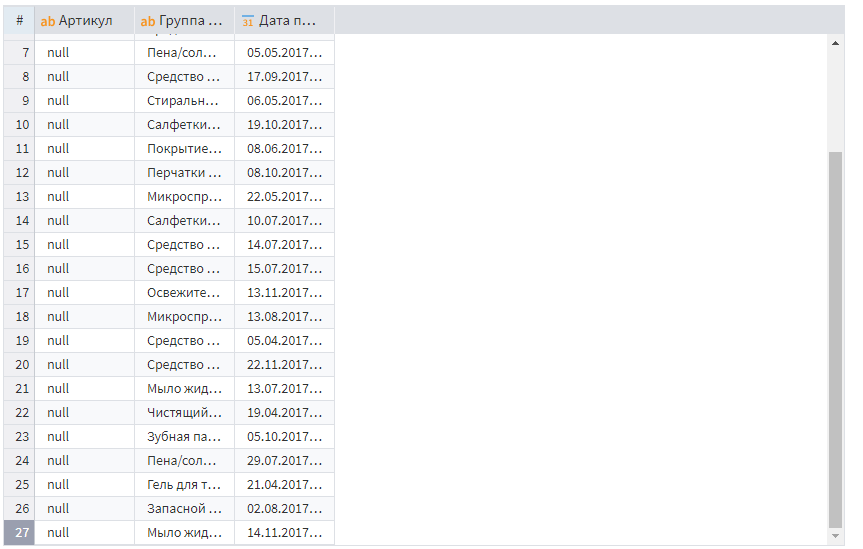 # ab Артикул ab Группа ... 31 Дата п...
7 null Пена/сол... 05.05.2017...
8 null Средство ... 17.09.2017...
9 null Стиральн... 06.05.2017...
10 null Салфетки... 19.10.2017...
11 null Покрытие... 08.06.2017...
12 null Перчатки ... 08.10.2017...
13 null Микроспр... 22.05.2017...
14 null Салфетки... 10.07.2017...
15 null Средство ... 14.07.2017...
16 null Средство ... 15.07.2017...
17 null Освежите... 13.11.2017...
18 null Микроспр... 13.08.2017...
19 null Средство ... 05.04.2017...
20 null Средство ... 22.11.2017...
21 null Мыло жид... 13.07.2017...
22 null Чистящий... 19.04.2017...
23 null Зубная па... 05.10.2017...
24 null Пена/сол... 29.07.2017...
25 null Гель для т... 21.04.2017...
26 null Запасной ... 02.08.2017...
27 null Мыло жид... 14.11.2017...